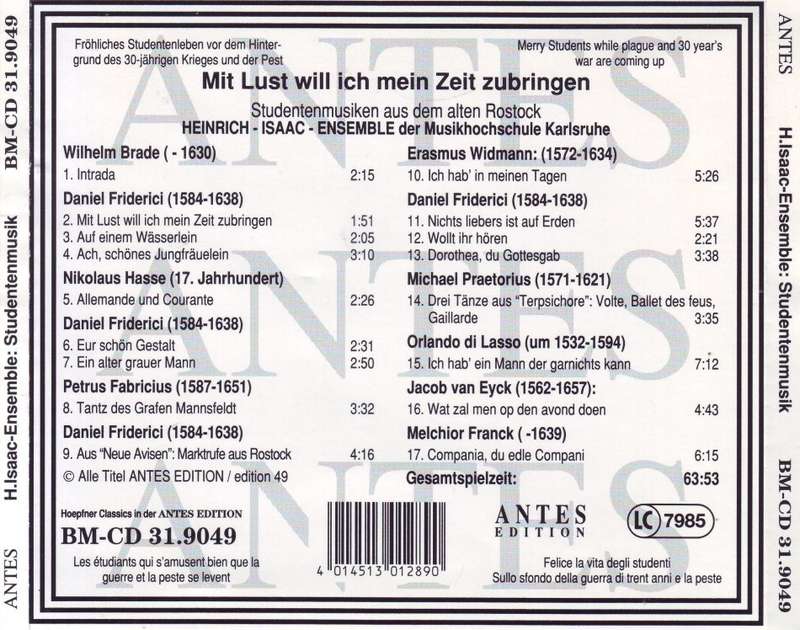 Fröhliches Studentenleben vor dem Hinter-
grund des 30-jährigen Krieges und der Pest
Merry Students while plague and 30 year's
war are coming up
Mit Lust will ich mein Zeit zubringen
Studentenmusiken aus dem alten Rostock
HEINRICH - ISAAC - ENSEMBLE der Musikhochschule Karlsruhe
Wilhelm Brade ( - 1630)
1. Intrada 2:15
Daniel Friderici (1584-1638)
2. Mit Lust will ich mein Zeit zubringen 1:51
3. Auf einem Wässerlein 2:05
4. Ach, schönes Jungfräuelein 3:10
Nikolaus Hasse (17. Jahrhundert)
5. Allemande und Courante 2:26
Daniel Friderici (1584-1638)
6. Eur schön Gestalt 2:31
7. Ein alter grauer Mann 2:50
Petrus Fabricius (1587-1651)
8. Tantz des Grafen Mannsfeldt 3:32
Daniel Friderici (1584-1638)
9. Aus "Neue Avisen": Marktrufe aus Rostock 4:16
© Alle Titel ANTES EDITION / edition 49
Erasmus Widmann: (1572-1634)
10. Ich hab' in meinen Tagen 5:26
Daniel Friderici (1584-1638)
11. Nichts liebers ist auf Erden 5:37
12. Wollt ihr hören 2:21
13. Dorothea, du Gottesgab 3:38
Michael Praetorius (1571-1621)
14. Drei Tänze aus "Terpsichore": Volte, Ballet des feus,
Gaillarde 3:35
Orlando di Lasso (um 1532-1594)
15. Ich hab' ein Mann der garnichts kann 7:12
Jacob van Eyck (1562-1657):
16. Wat zal men op den avond doen 4:43
Melchior Franck ( -1639)
17. Compania, du edle Compani 6:15
Gesamtspielzeit: 63:53
Hoepfner Classics in der ANTES EDITION
BM-CD 31.9049
Les étudiants qui s'amusent bien que la
guerre et la peste se levent
4 014513 012890
ANTES
EDITION
LC 7985
Felice la vita degli studenti
Sullo sfondo della guerra di trent anni e la peste
ANTES
ANTES
ANTES
ANTES
ANTES H.Isaac-Ensemble: Studentenmusik BM-CD 31.9049
ANTES H.Isaac-Ensemble: Studentenmusik BM-CD 31.9049